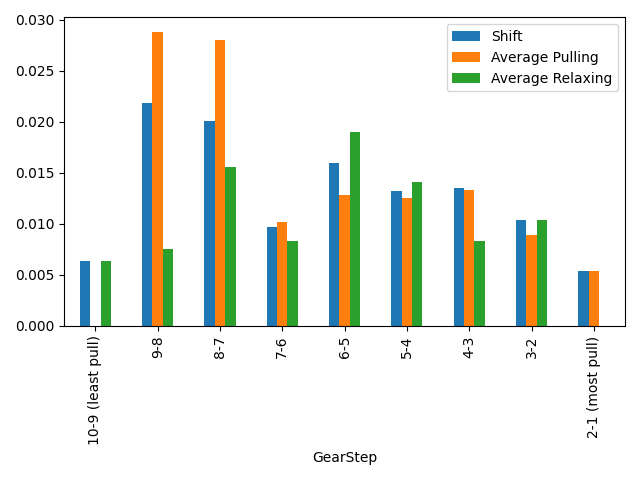 0.030
0.025
0.020
0.015
0.010
0.005
0.000
Shift
Average Pulling
Average Relaxing
10-9 (least pull)
9-8
8-7
7-6
6-5
5-4
4-3
3-2
2-1 (most pull)
GearStep